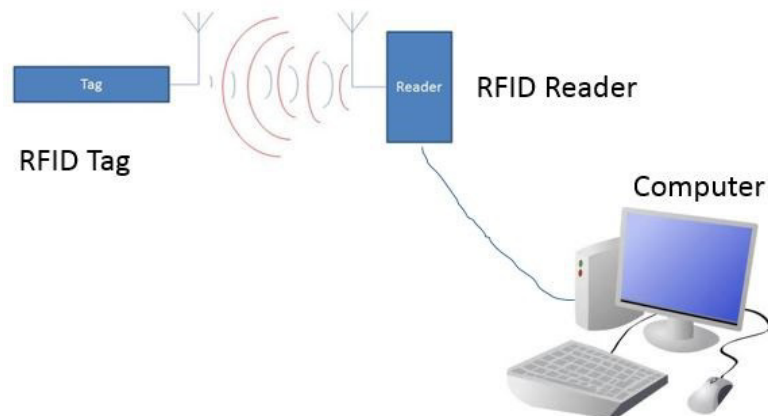 Tag
Reader
RFID Reader
RFID Tag
Computer